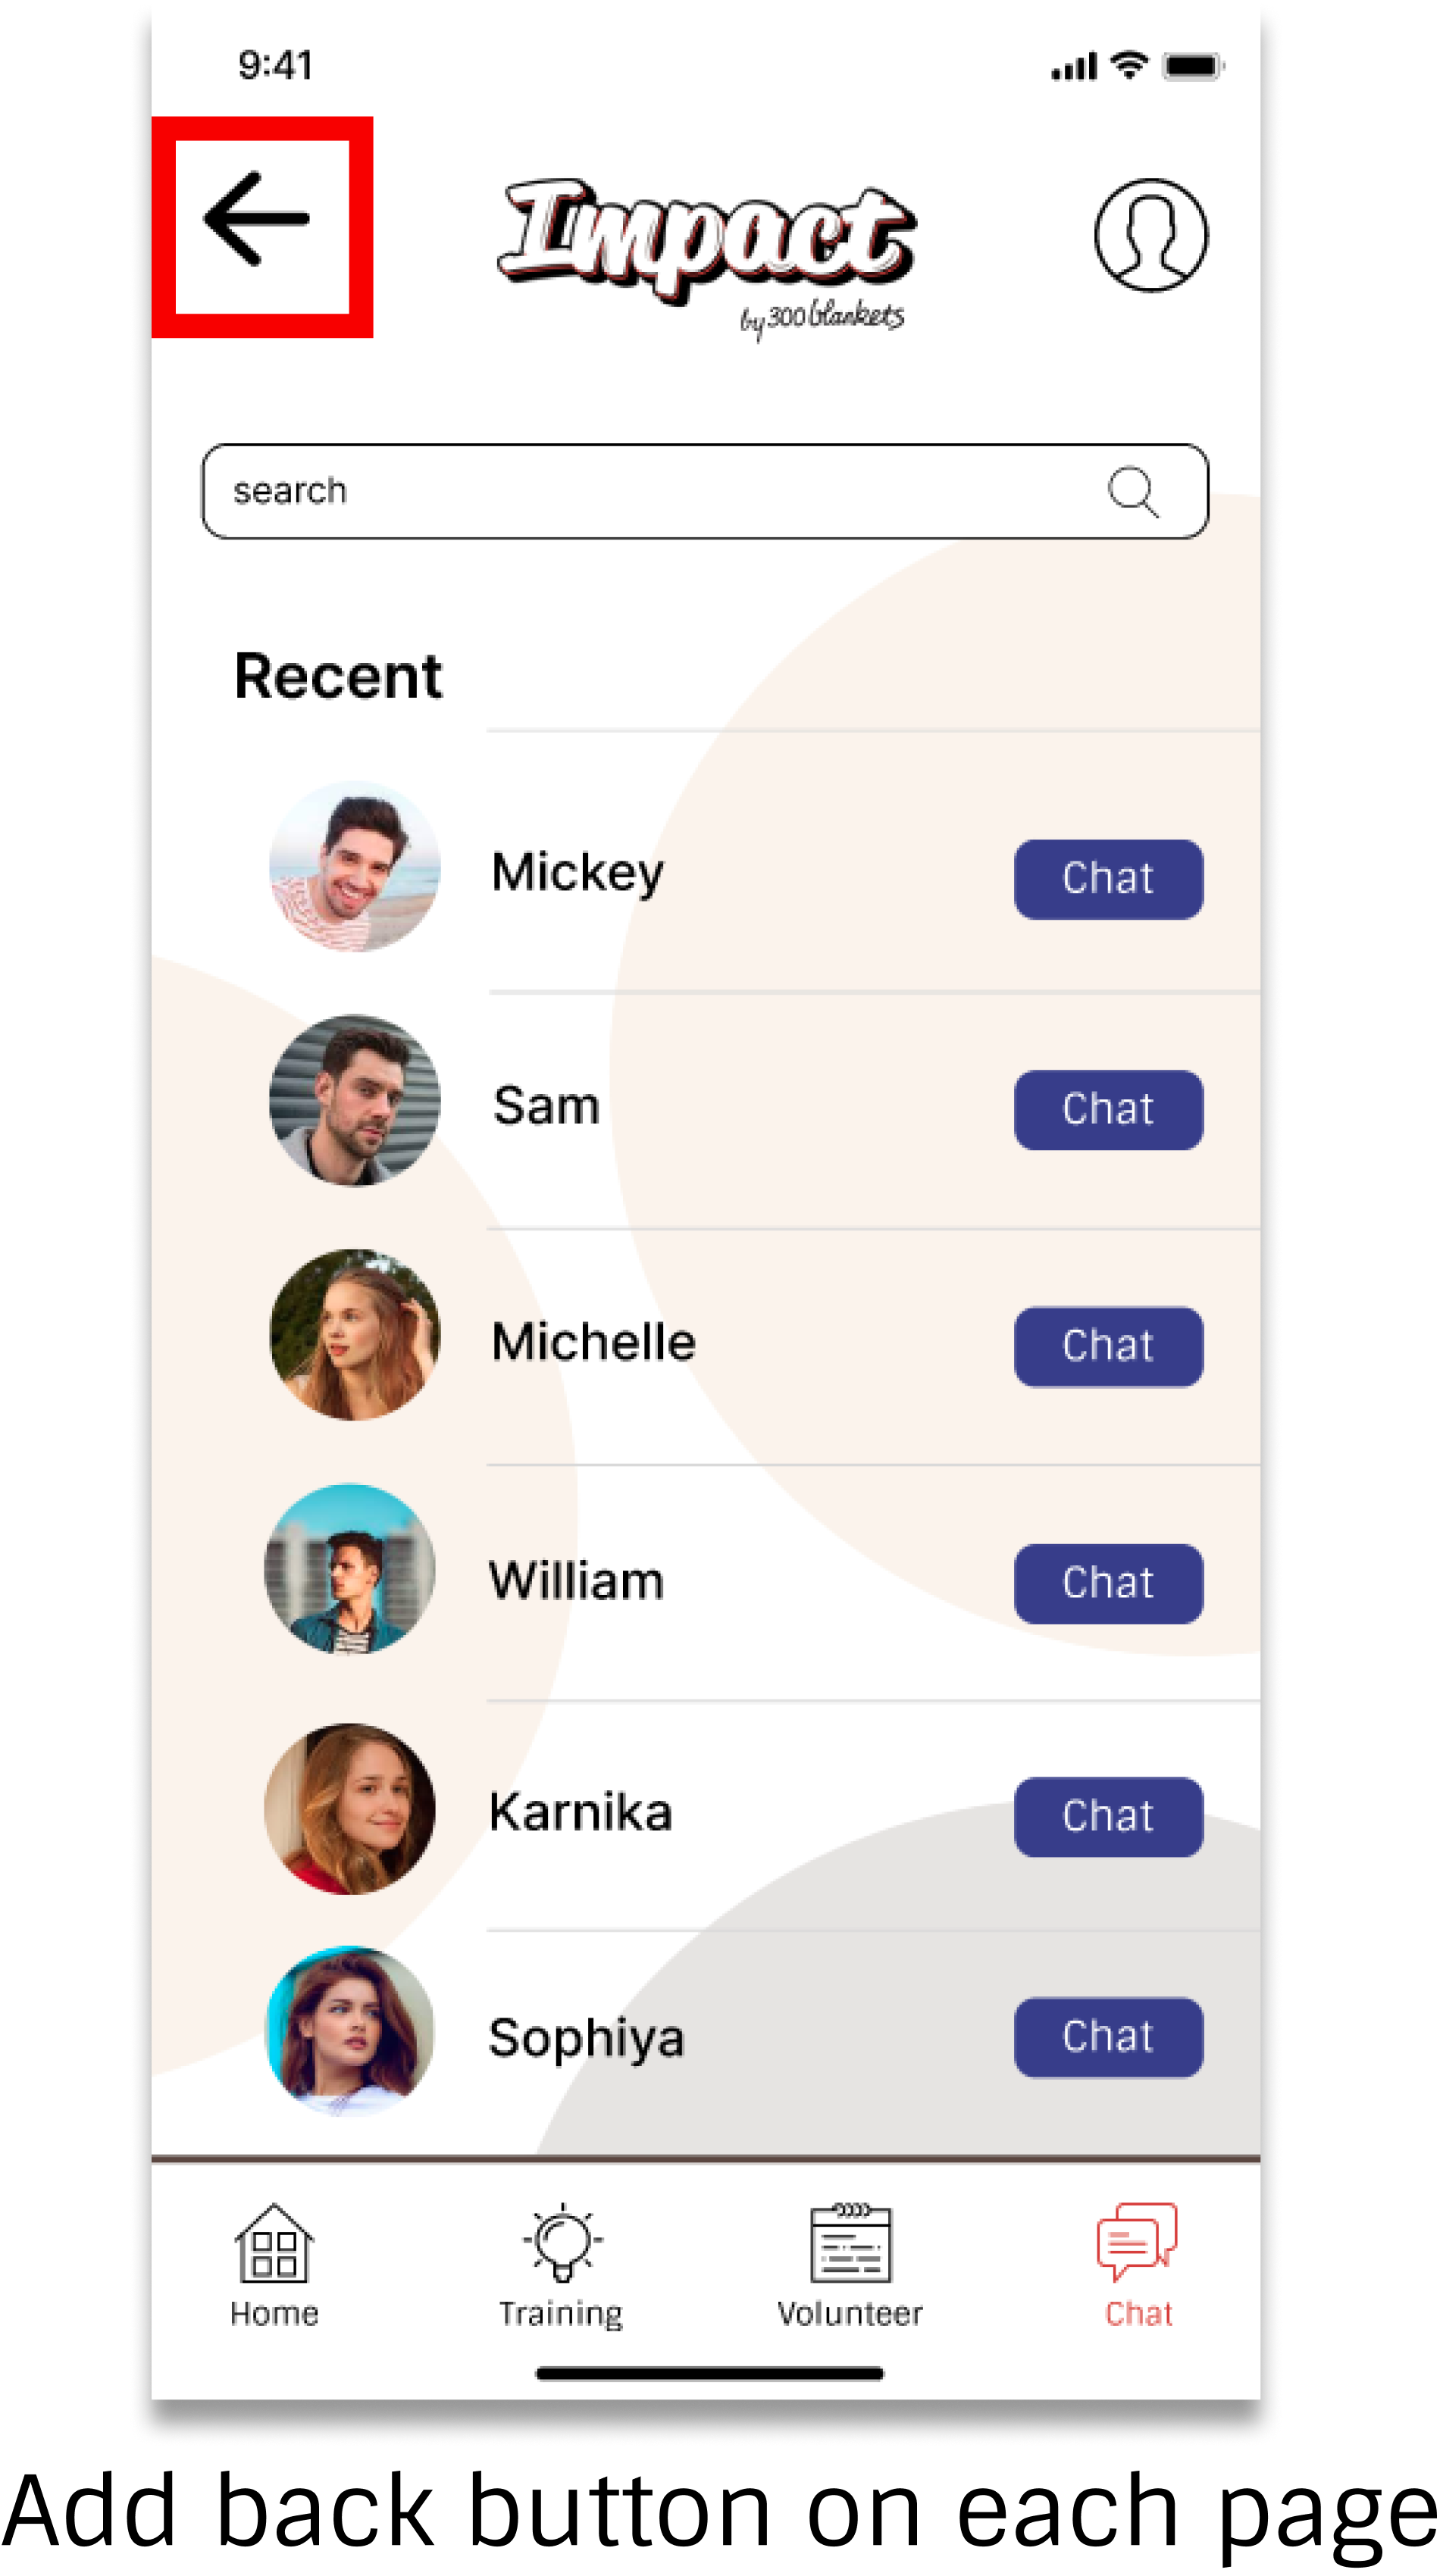 9:41
Impact
by 300 blankets
search
Recent
Mickey Chat
Sam Chat
Michelle Chat
William Chat
Karnika Chat
Sophiya Chat
Home Training Volunteer Chat
Add back button on each page